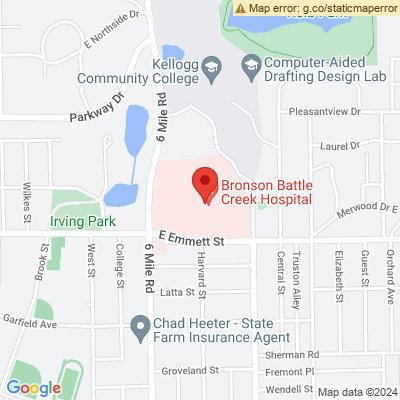 Map error: g.co/staticmaperror
E Northside Dr
Kellogg
Community College
Computer-Aided
Drafting Design Lab
Parkway Dr
6 Mile Rd
Pleasantview Dr
Laurel Dr
Bronson Battle
Creek Hospital
Wilkes St
Irving Park
Merwood Dr E
E Emmett St
Brook St
West St
College St
6 Mile Rd
Harvard St
Central St
Truston Alley
Elizabeth St
Guest St
Orchard Ave
Latta St
Garfield Ave
Chad Heeter - State
Farm Insurance Agent
Sherman Rd
Groveland St
Fremont Pl
Wendell St
Google
Map data ©2024